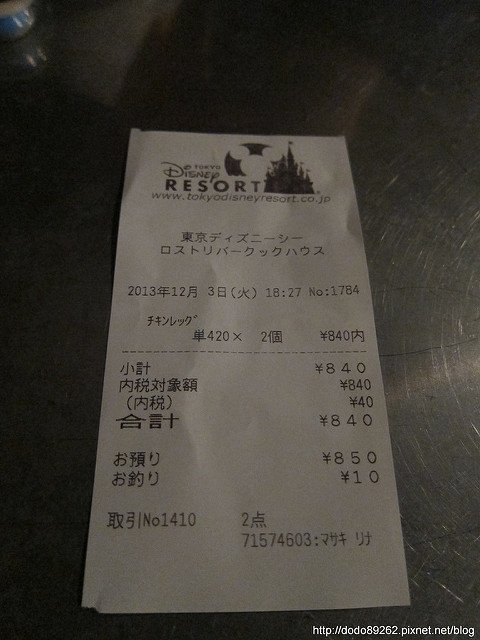 TOKYO
DISNEY
RESORT
www.tokyodisneyresort.co.jp
東京ディズニーシー
ロストリバークックハウス
2013年12月 3日(火) 18:27 No:1784
ﾁｷﾝﾚｯｸﾞ
単420× 2個 ¥840内
小計 ¥８４０
内税対象額 ¥840
（内税） ¥40
合計 ¥８４０
お預り ¥８５０
お釣り ¥１０
取引No1410 2点
71574603:ﾏｻｷ ﾘﾅ
http://dodo89262.pixnet.net/blog